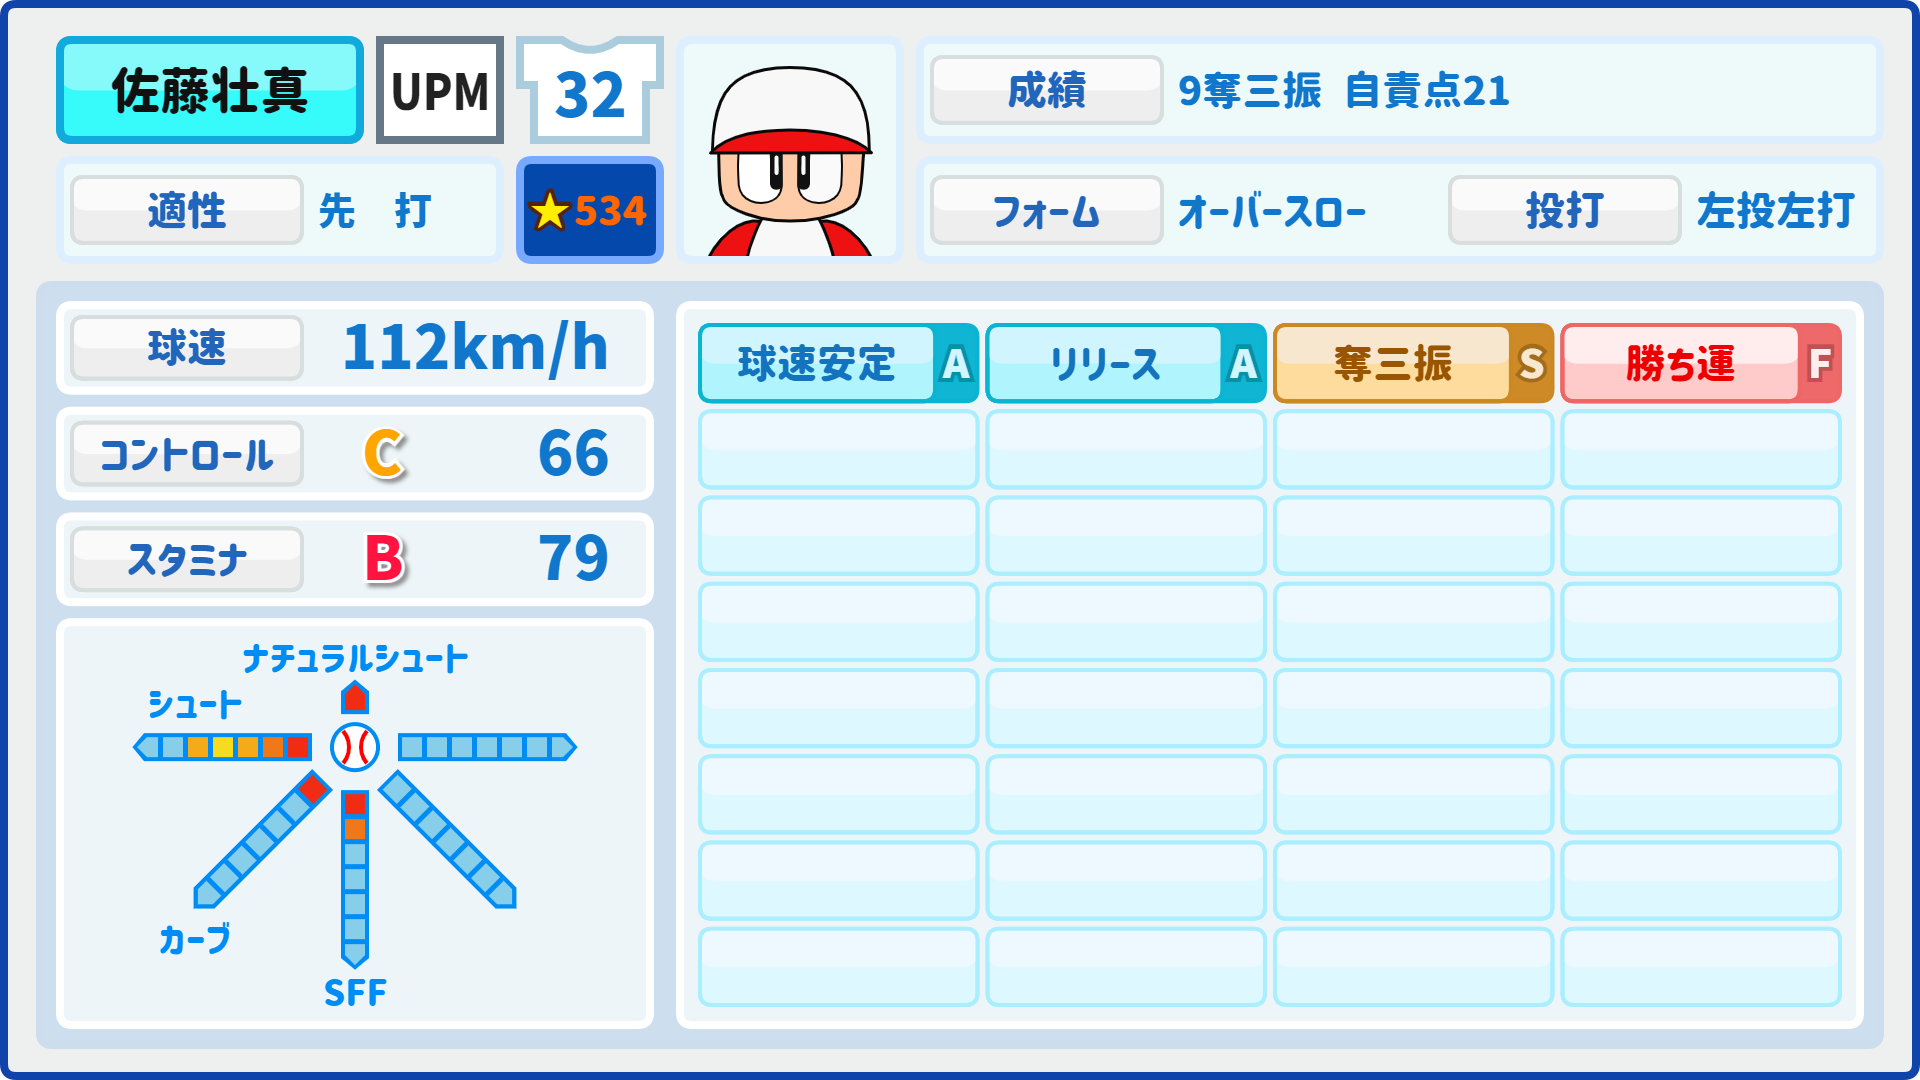 佐藤壮真 UPM 32
成績 9奪三振 自責点21
適性 先 打 ★534
フォーム オーバースロー 投打 左投左打
球速 112km/h
コントロール C 66
スタミナ B 79
球速安定 A リリース A 奪三振 S 勝ち運 F
ナチュラルシュート
シュート
カーブ
SFF